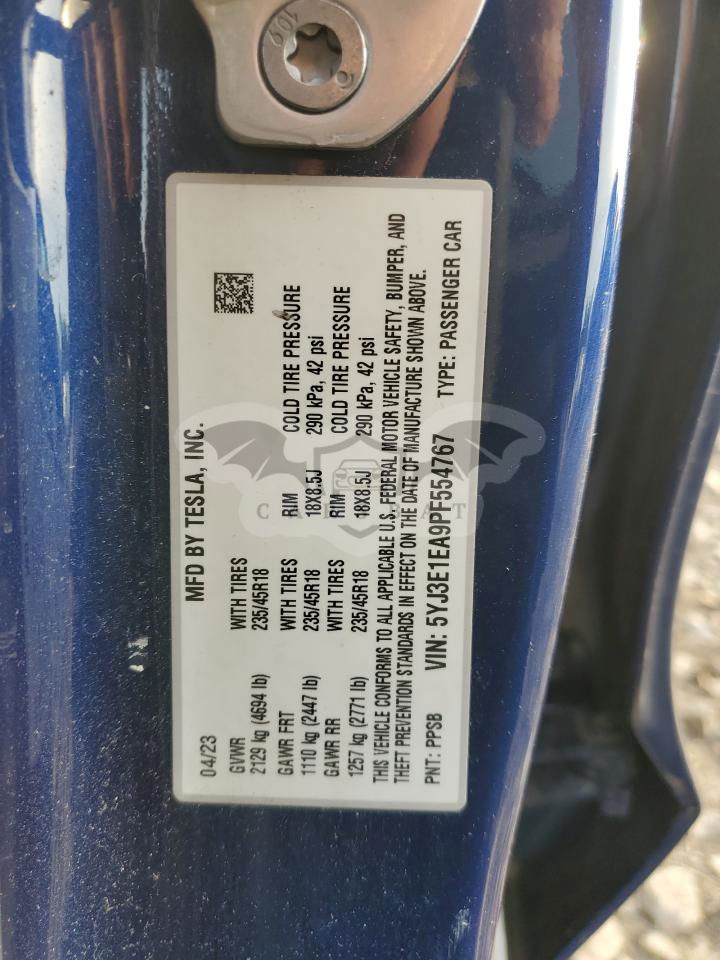 109
04/23
MFD BY TESLA, INC.
GVWR WITH TIRES RIM COLD TIRE PRESSURE
2129 kg (4694 lb) 235/45R18 18X8.5J 290 kPa, 42 psi
GAWR FRT WITH TIRES RIM COLD TIRE PRESSURE
1110 kg (2447 lb) 235/45R18 18X8.5J 290 kPa, 42 psi
GAWR RR
1257 kg (2771 lb) 235/45R18
THIS VEHICLE CONFORMS TO ALL APPLICABLE U.S. FEDERAL MOTOR VEHICLE SAFETY, BUMPER, AND
THEFT PREVENTION STANDARDS IN EFFECT ON THE DATE OF MANUFACTURE SHOWN ABOVE.
PNT: PPSB VIN: 5YJ3E1EA9PF554767 TYPE: PASSENGER CAR